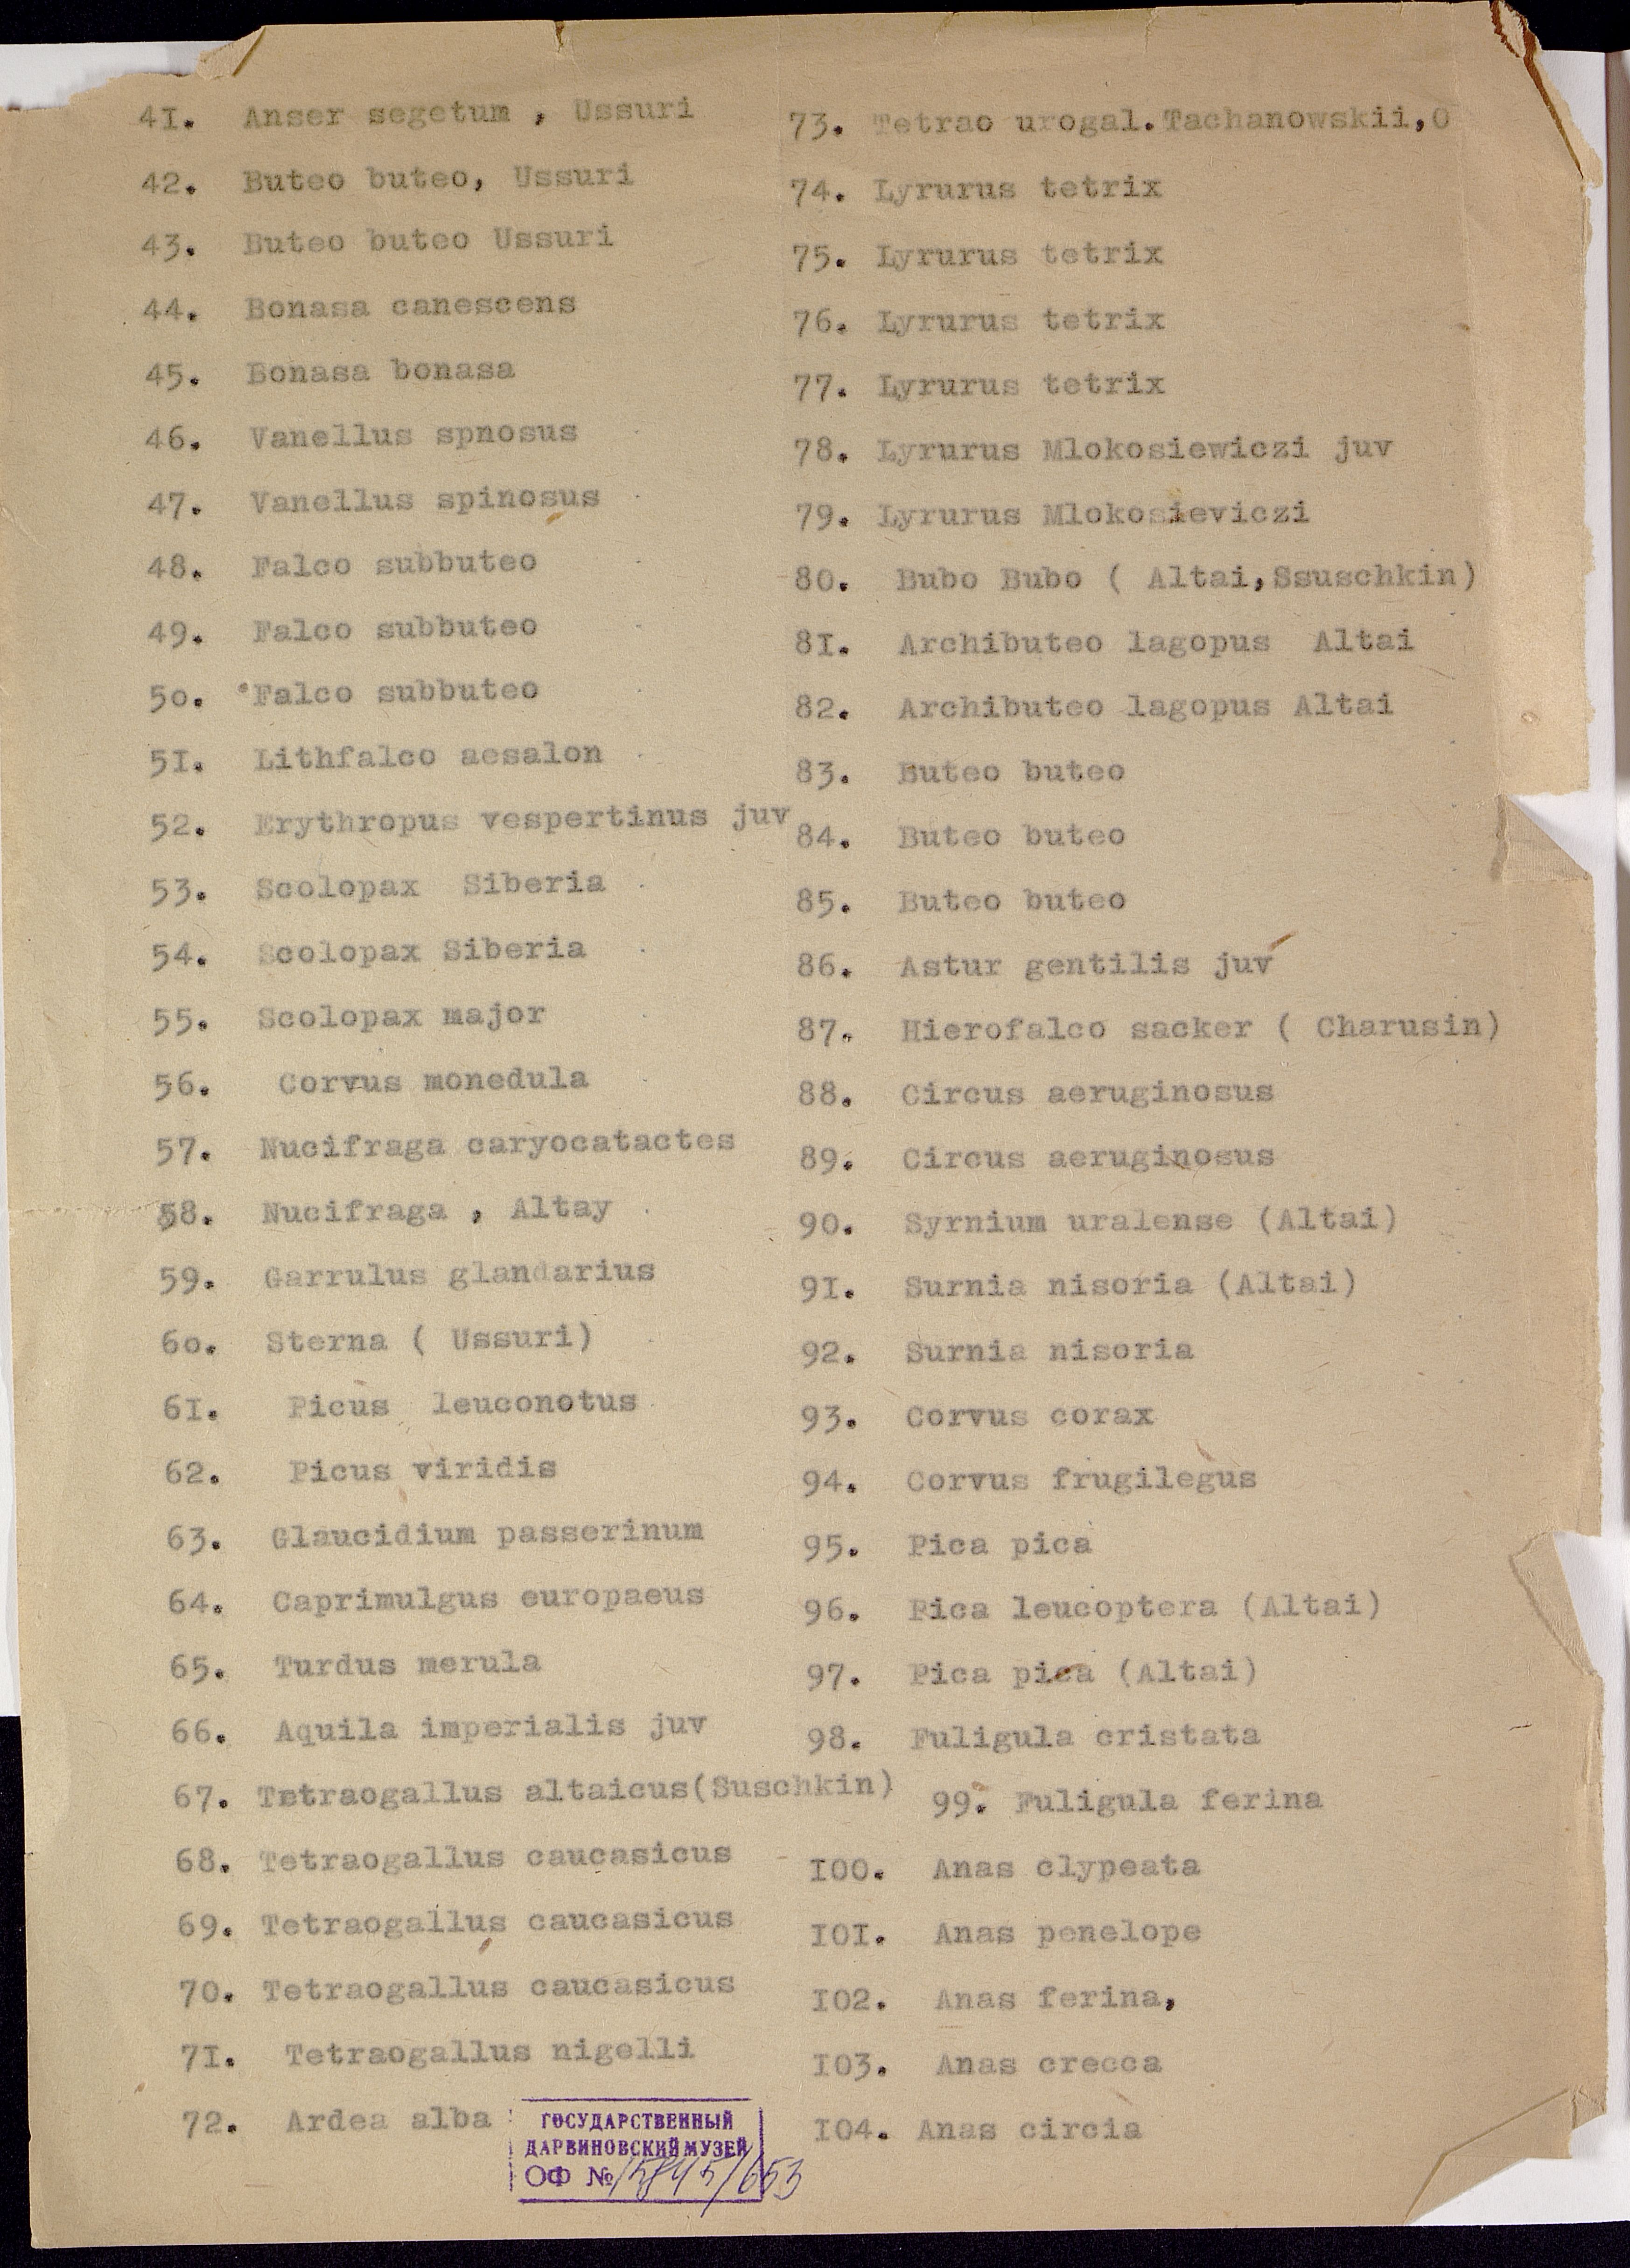 41. Anser segetum , Ussuri
42. Buteo buteo, Ussuri
43. Buteo buteo Ussuri
44. Bonasa canescens
45. Bonasa bonasa
46. Vanellus spnosus
47. Vanellus spinosus
48. Falco subbuteo
49. Falco subbuteo
50. Falco subbuteo
51. Lithfalco aesalon
52. Erythropus vespertinus juv
53. Scolopax Siberia
54. Scolopax Siberia
55. Scolopax major
56. Corvus monedula
57. Nucifraga caryocatactes
58. Nucifraga , Altay
59. Garrulus glandarius
60. Sterna ( Ussuri)
61. Picus leuconotus
62. Picus viridis
63. Glaucidium passerinum
64. Caprimulgus europaeus
65. Turdus merula
66. Aquila imperialis juv
67. Tetraogallus altaicus(Suschkin)
68. Tetraogallus caucasicus
69. Tetraogallus caucasicus
70. Tetraogallus caucasicus
71. Tetraogallus nigelli
72. Ardea alba
73. Tetrao urogal.Tachanowskii,O
74. Lyrurus tetrix
75. Lyrurus tetrix
76. Lyrurus tetrix
77. Lyrurus tetrix
78. Lyrurus Mlokosiewiczi juv
79. Lyrurus Mlokosieviczi
80. Bubo Bubo ( Altai,Ssuschkin)
81. Archibuteo lagopus Altai
82. Archibuteo lagopus Altai
83. Buteo buteo
84. Buteo buteo
85. Buteo buteo
86. Astur gentilis juv
87. Hierofalco sacker ( Charusin)
88. Circus aeruginosus
89. Circus aeruginosus
90. Syrnium uralense (Altai)
91. Surnia nisoria (Altai)
92. Surnia nisoria
93. Corvus corax
94. Corvus frugilegus
95. Pica pica
96. Pica leucoptera (Altai)
97. Pica pica (Altai)
98. Fuligula cristata
99. Fuligula ferina
100. Anas clypeata
101. Anas penelope
102. Anas ferina,
103. Anas crecca
104. Anas circia
ГОСУДАРСТВЕННЫЙ
ДАРВИНОВСКИЙ МУЗЕЙ
ОФ № 15845/653